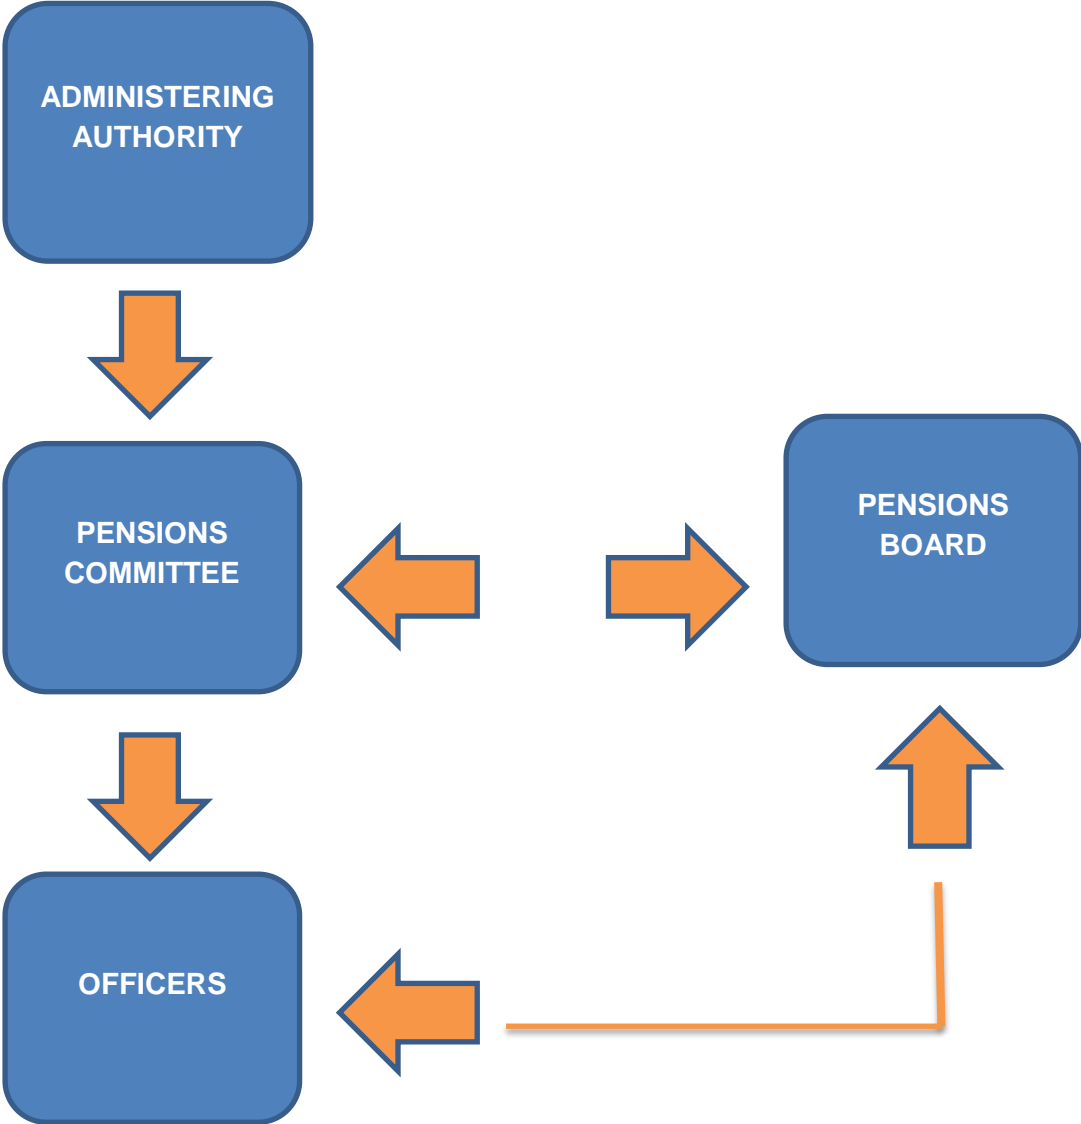 ADMINISTERING
AUTHORITY
PENSIONS
COMMITTEE
PENSIONS
BOARD
OFFICERS